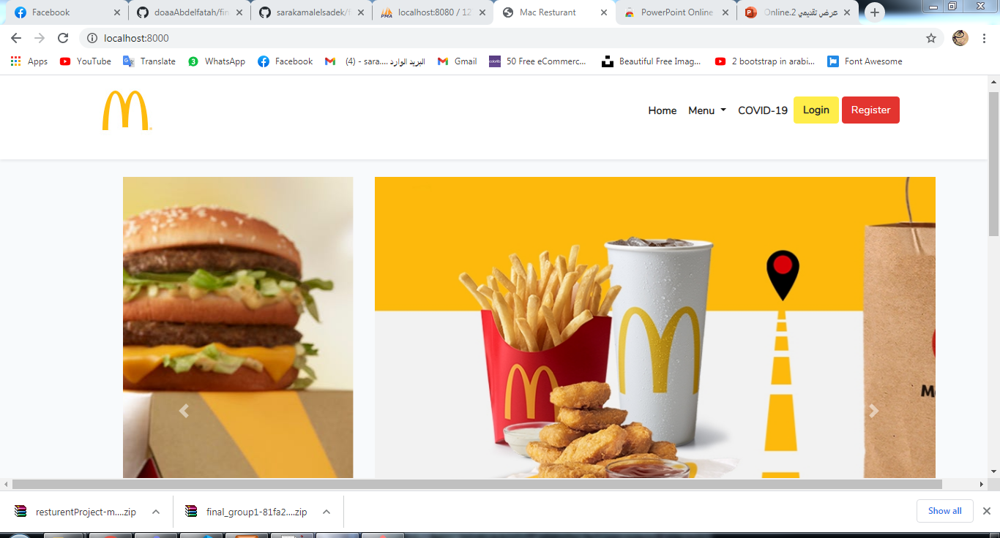 Facebook
doaaAbdelfatah/fin
sarakamalelsadek/f
localhost:8080 / 12
Mac Resturant
PowerPoint Online
عرض تقديمي 2.Online
localhost:8000
Apps
YouTube
Translate
3
WhatsApp
Facebook
(4) - sara.... البريد الوارد
Gmail
50 Free eCommerc...
Beautiful Free Imag...
2 bootstrap in arabi...
Font Awesome
Home
Menu
COVID-19
Login
Register
resturentProject-m....zip
final_group1-81fa2....zip
Show all